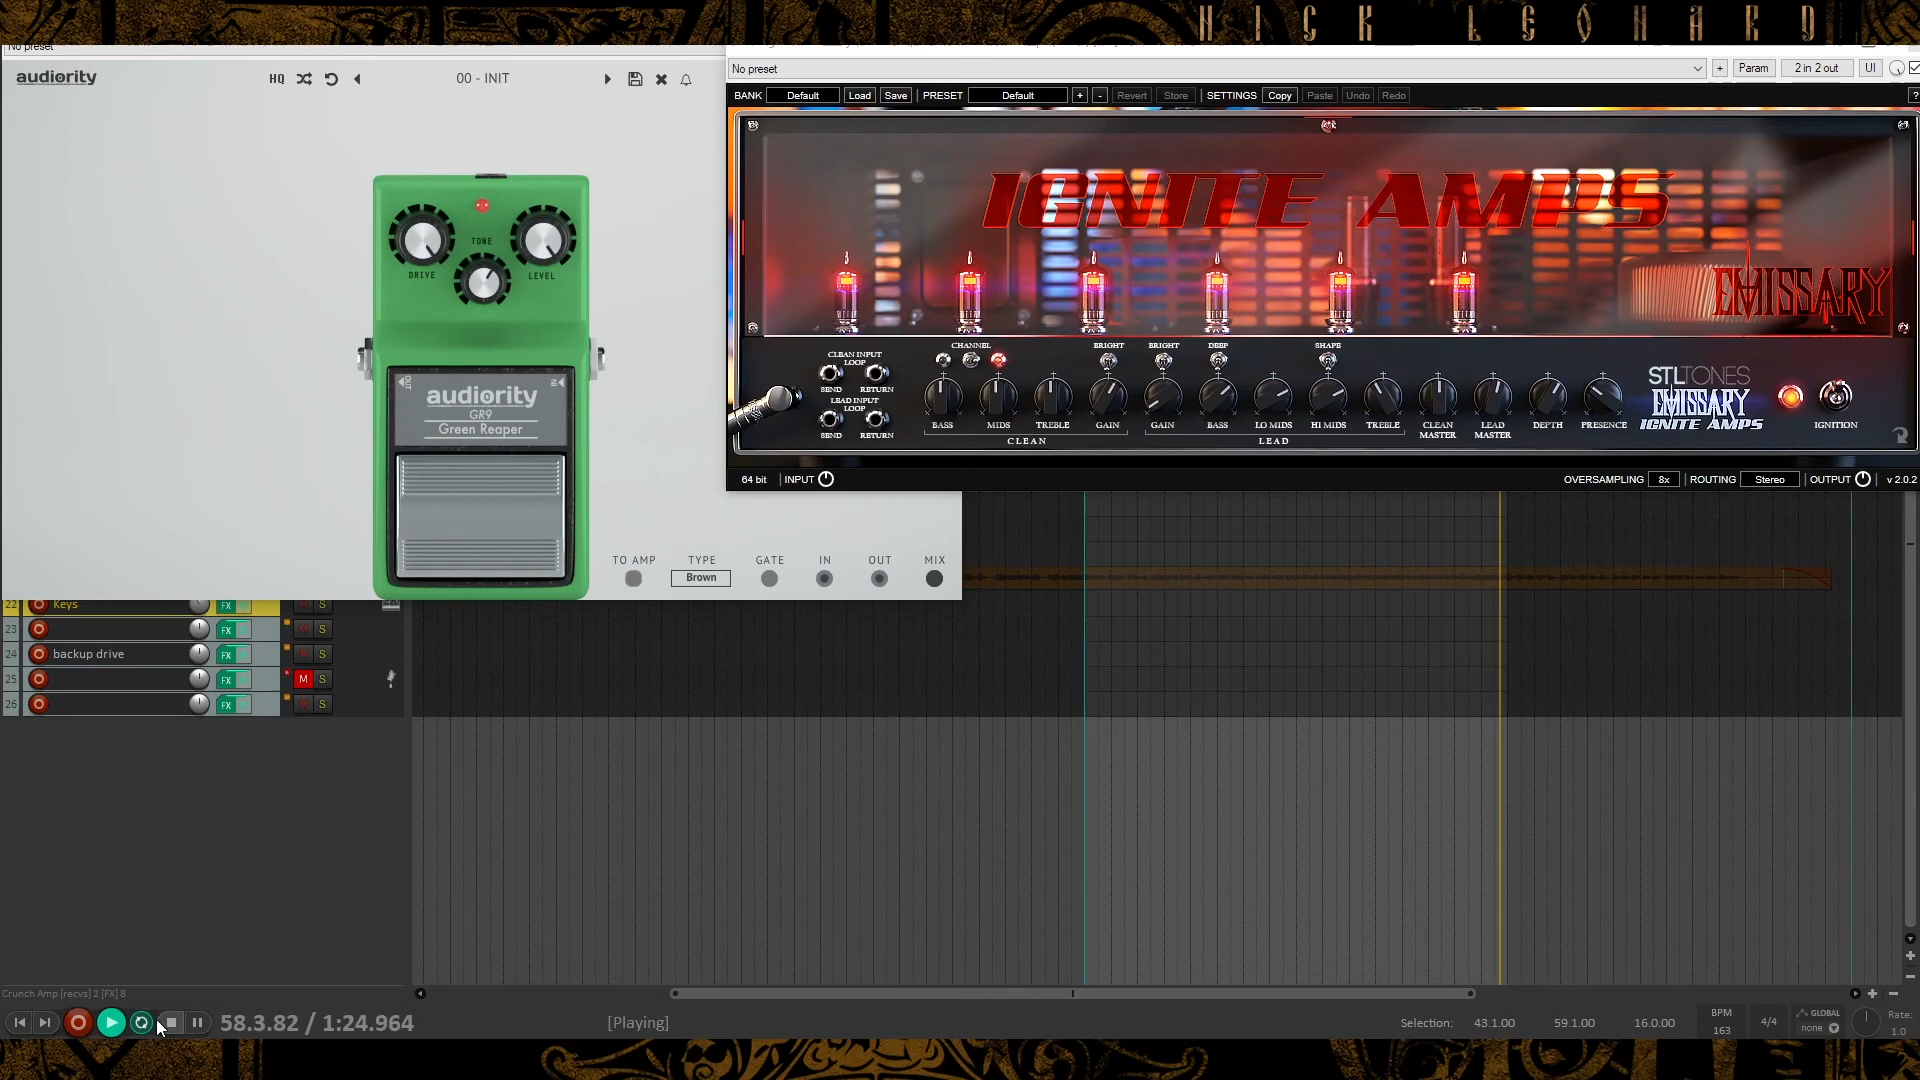 NICK LEONARD
No preset
audiority
HQ
00 - INIT
DRIVE
TONE
LEVEL
OUT
IN
audiority
GR9
Green Reaper
TO AMP
TYPE
Brown
GATE
IN
OUT
MIX
No preset
+
Param
2 in 2 out
UI
BANK Default Load Save | PRESET Default + - Revert Store | SETTINGS Copy Paste Undo Redo ?
IGNITE AMPS
EMISSARY
CLEAN INPUT
LOOP
SEND RETURN
LEAD INPUT
LOOP
SEND RETURN
CHANNEL
BRIGHT
BRIGHT
DEEP
SHAPE
BASS MIDS TREBLE GAIN
CLEAN
GAIN BASS LO MIDS HI MIDS TREBLE
LEAD
CLEAN
MASTER
LEAD
MASTER
DEPTH
PRESENCE
STLTONES
EMISSARY
IGNITE AMPS
IGNITION
64 bit | INPUT
OVERSAMPLING 8x | ROUTING Stereo | OUTPUT | v 2.0.2
22 Keys FX M S
23 FX M S
24 backup drive FX M S
25 FX M S
26 FX M S
Crunch Amp [recvs] 2 [FX] 8
58.3.82 / 1:24.964
[Playing]
Selection: 43.1.00 59.1.00 16.0.00
BPM
163
4/4
GLOBAL
none
Rate:
1.0